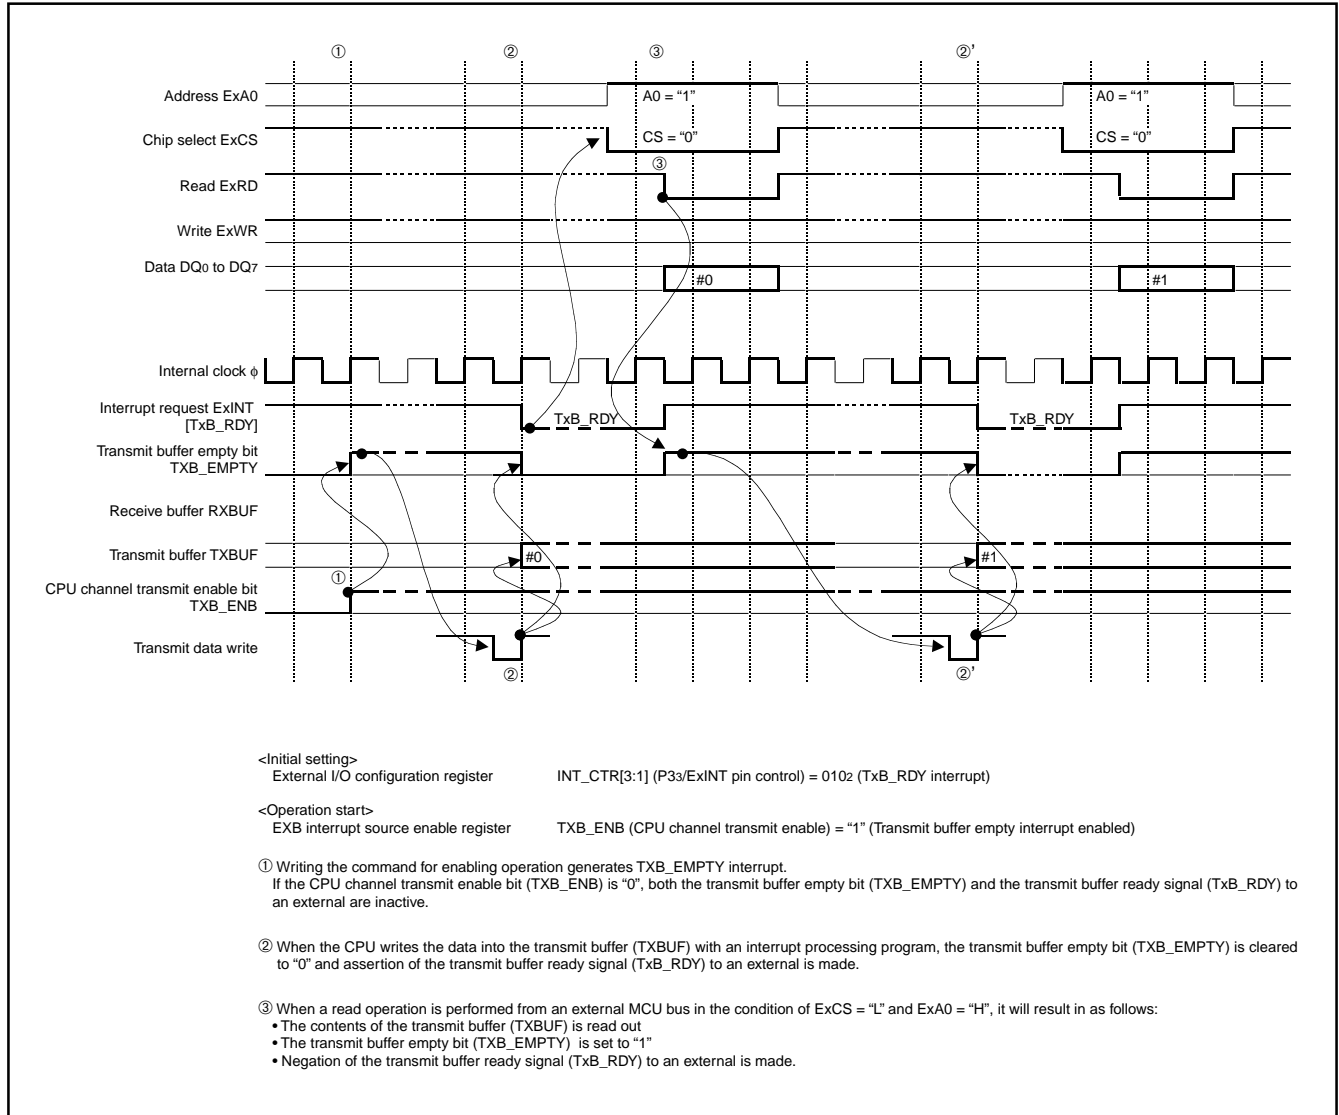 ① ② ③ ②’
Address ExA0 A0 = “1” A0 = “1”
Chip select ExCS CS = “0” CS = “0”
③
Read ExRD
Write ExWR
Data DQ0 to DQ7 #0 #1
Internal clock ϕ
Interrupt request ExINT
[TxB_RDY] TxB_RDY TxB_RDY
Transmit buffer empty bit
TXB_EMPTY
Receive buffer RXBUF
Transmit buffer TXBUF #0 #1
CPU channel transmit enable bit ①
TXB_ENB
Transmit data write
② ②’
<Initial setting>
External I/O configuration register INT_CTR[3:1] (P33/ExINT pin control) = 0102 (TxB_RDY interrupt)
<Operation start>
EXB interrupt source enable register TXB_ENB (CPU channel transmit enable) = “1” (Transmit buffer empty interrupt enabled)
① Writing the command for enabling operation generates TXB_EMPTY interrupt.
If the CPU channel transmit enable bit (TXB_ENB) is “0”, both the transmit buffer empty bit (TXB_EMPTY) and the transmit buffer ready signal (TxB_RDY) to
an external are inactive.
② When the CPU writes the data into the transmit buffer (TXBUF) with an interrupt processing program, the transmit buffer empty bit (TXB_EMPTY) is cleared
to “0” and assertion of the transmit buffer ready signal (TxB_RDY) to an external is made.
③ When a read operation is performed from an external MCU bus in the condition of ExCS = “L” and ExA0 = “H”, it will result in as follows:
• The contents of the transmit buffer (TXBUF) is read out
• The transmit buffer empty bit (TXB_EMPTY) is set to “1”
• Negation of the transmit buffer ready signal (TxB_RDY) to an external is made.